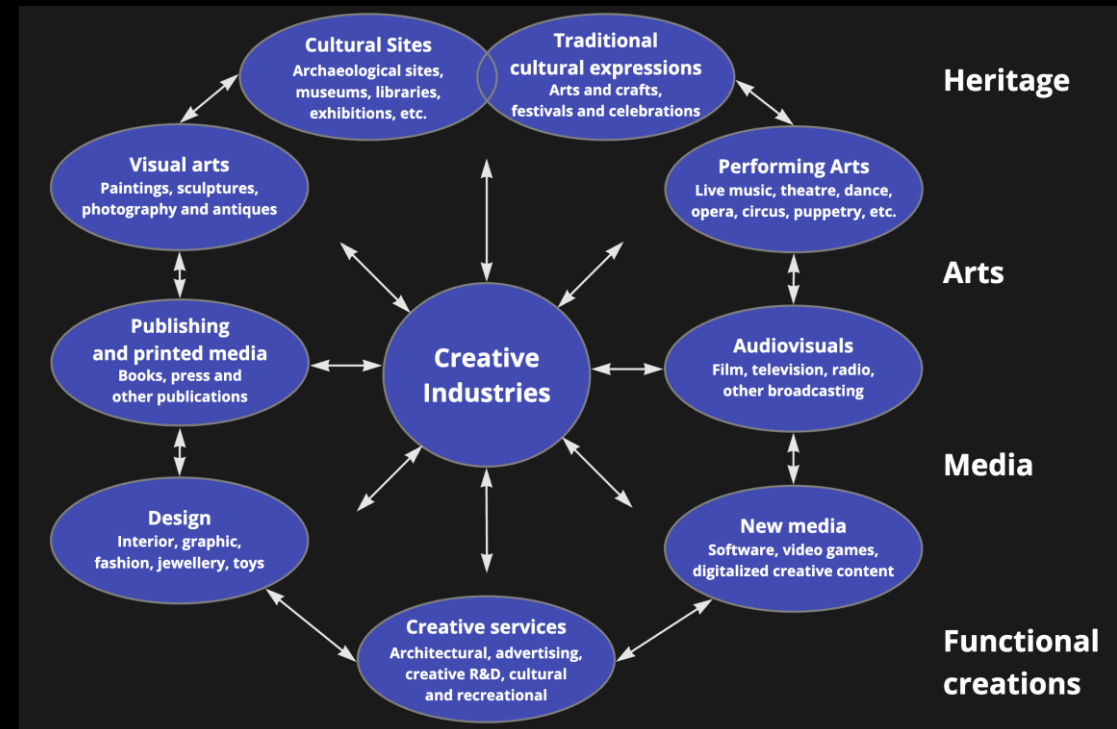 Cultural Sites
Archaeological sites,
museums, libraries,
exhibitions, etc.
Traditional
cultural expressions
Arts and crafts,
festivals and celebrations
Heritage
Visual arts
Paintings, sculptures,
photography and antiques
Performing Arts
Live music, theatre, dance,
opera, circus, puppetry, etc.
Arts
Publishing
and printed media
Books, press and
other publications
Creative
Industries
Audiovisuals
Film, television, radio,
other broadcasting
Media
Design
Interior, graphic,
fashion, jewellery, toys
New media
Software, video games,
digitalized creative content
Creative services
Architectural, advertising,
creative R&D, cultural
and recreational
Functional
creations